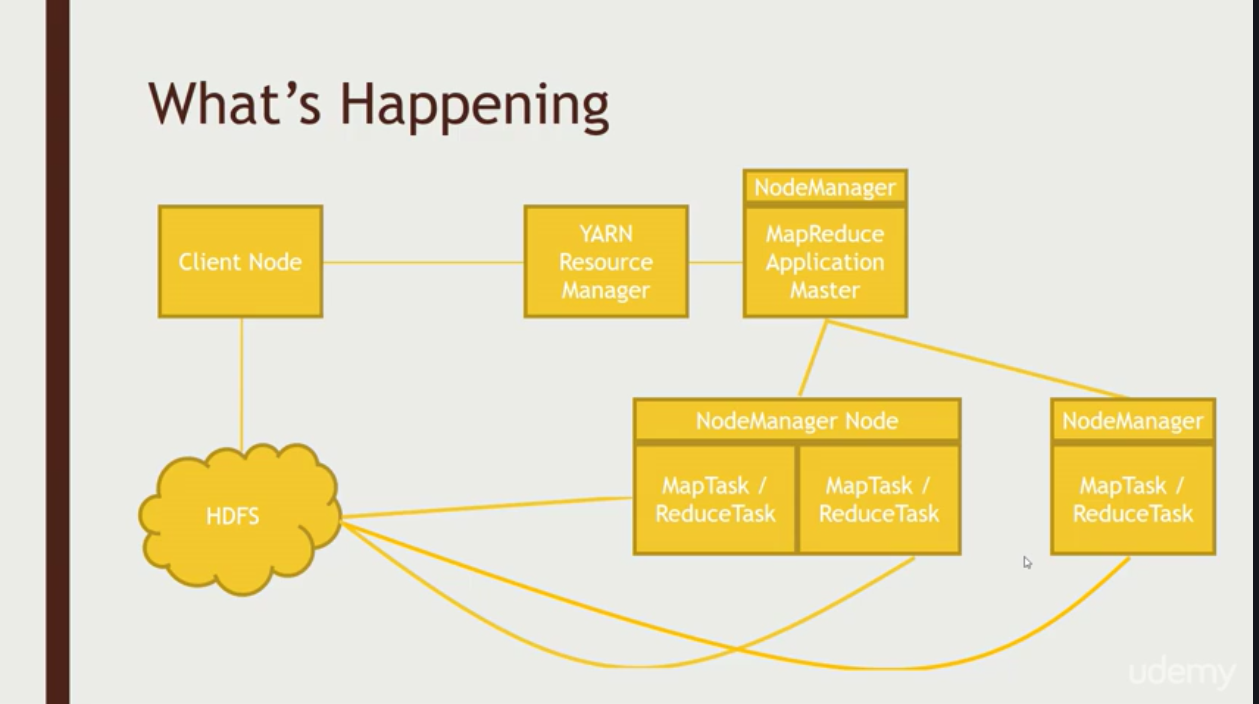 What's Happening
NodeManager
Client Node
YARN
Resource
Manager
MapReduce
Application
Master
NodeManager Node
NodeManager
MapTask /
ReduceTask
MapTask /
ReduceTask
MapTask /
ReduceTask
HDFS
udemy